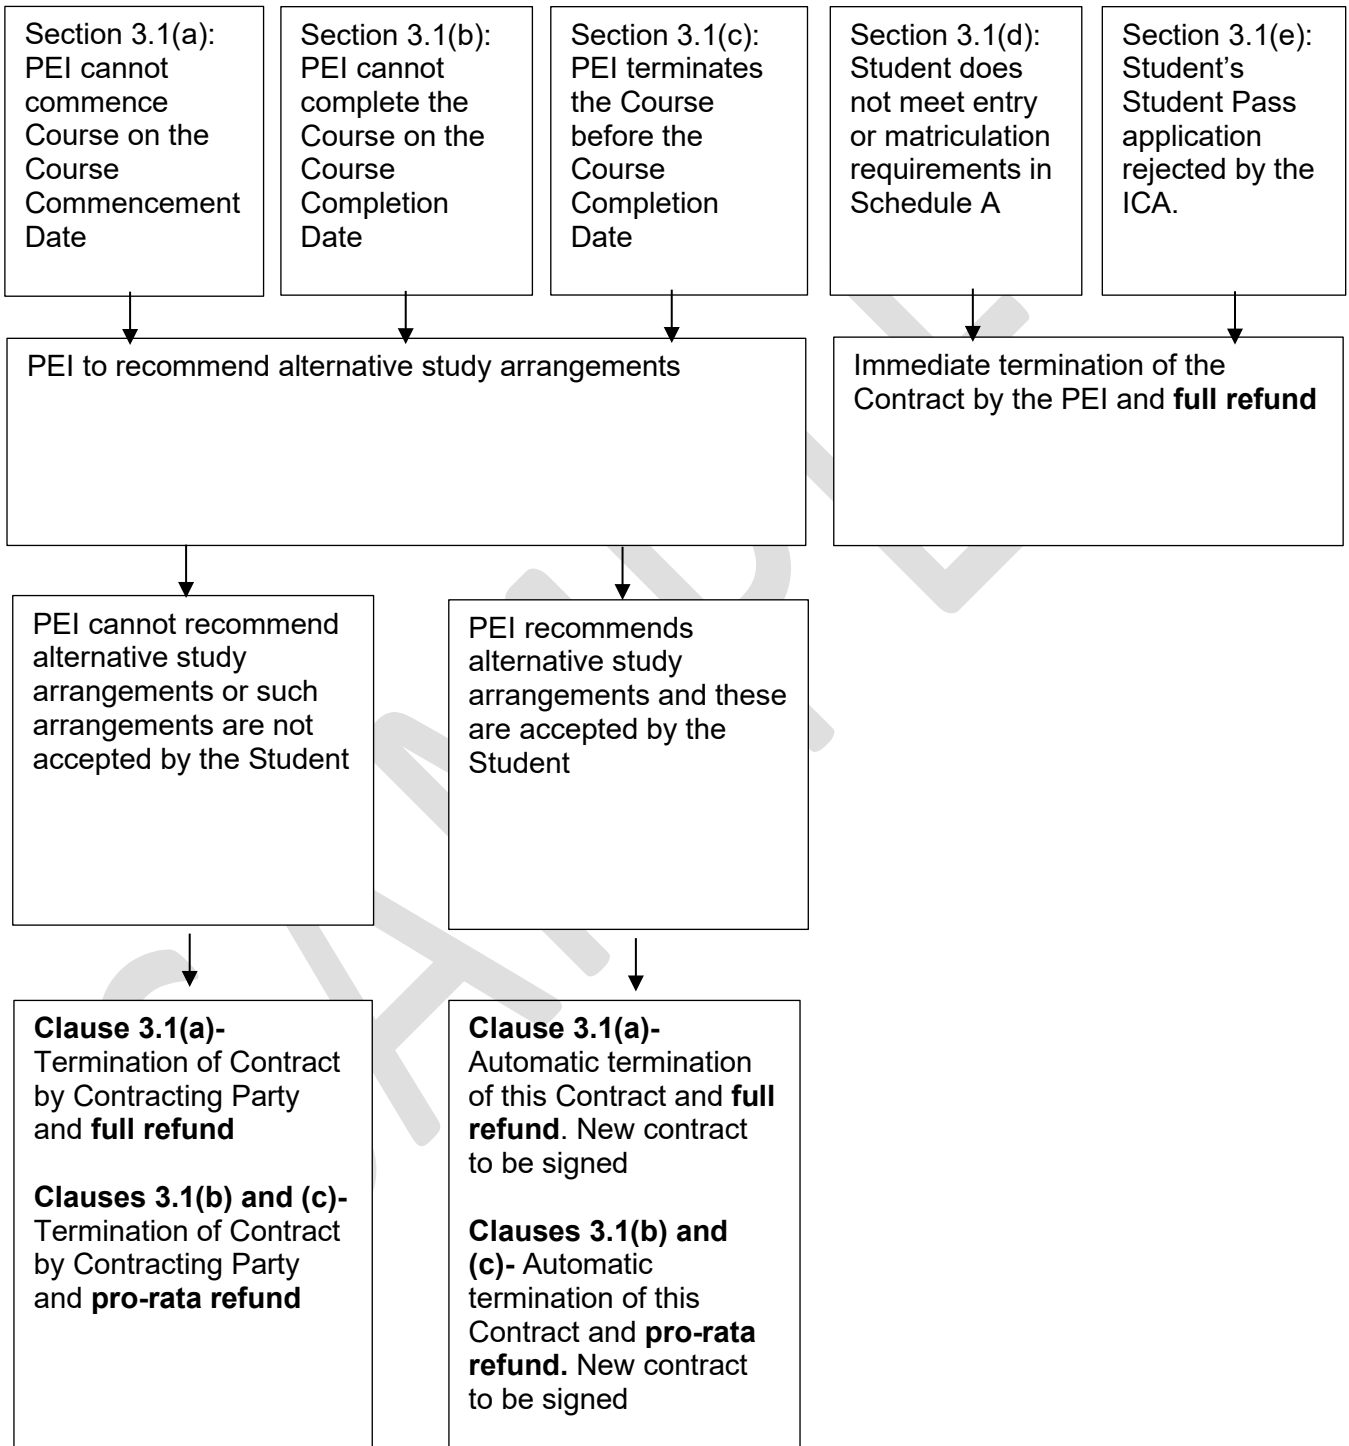 Section 3.1(a):
PEI cannot
commence
Course on the
Course
Commencement
Date
Section 3.1(b):
PEI cannot
complete the
Course on the
Course
Completion
Date
Section 3.1(c):
PEI terminates
the Course
before the
Course
Completion
Date
Section 3.1(d):
Student does
not meet entry
or matriculation
requirements in
Schedule A
Section 3.1(e):
Student’s
Student Pass
application
rejected by the
ICA.
PEI to recommend alternative study arrangements
Immediate termination of the
Contract by the PEI and full refund
PEI cannot recommend
alternative study
arrangements or such
arrangements are not
accepted by the Student
PEI recommends
alternative study
arrangements and these
are accepted by the
Student
Clause 3.1(a)-
Termination of Contract
by Contracting Party
and full refund
Clauses 3.1(b) and (c)-
Termination of Contract
by Contracting Party
and pro-rata refund
Clause 3.1(a)-
Automatic termination
of this Contract and full
refund. New contract
to be signed
Clauses 3.1(b) and
(c)- Automatic
termination of this
Contract and pro-rata
refund. New contract
to be signed
SAMPLE